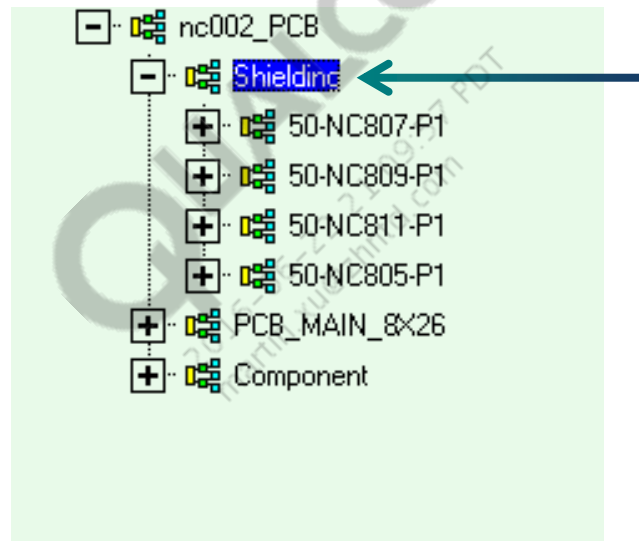 nc002_PCB
Shielding
50-NC807-P1
50-NC809-P1
50-NC811-P1
50-NC805-P1
PCB_MAIN_8X26
Component